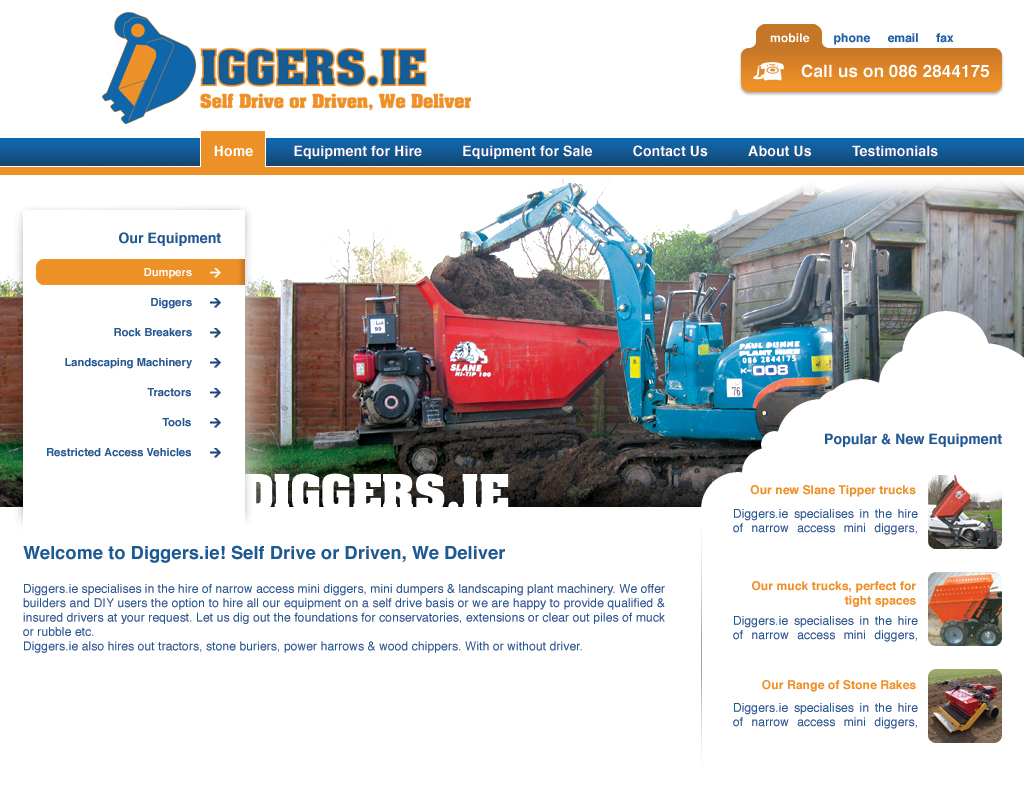 DIGGERS.IE
Self Drive or Driven, We Deliver
mobile phone email fax
Call us on 086 2844175
Home Equipment for Hire Equipment for Sale Contact Us About Us Testimonials
Our Equipment
Dumpers
Diggers
Rock Breakers
Landscaping Machinery
Tractors
Tools
Restricted Access Vehicles
Lot
99
SLANE
HI-TIP 100
KUBOTA
PAUL DUNNE
PLANT HIRE
086 2844175
K-008
76
DIGGERS.IE
Welcome to Diggers.ie! Self Drive or Driven, We Deliver
Diggers.ie specialises in the hire of narrow access mini diggers, mini dumpers & landscaping plant machinery. We offer
builders and DIY users the option to hire all our equipment on a self drive basis or we are happy to provide qualified &
insured drivers at your request. Let us dig out the foundations for conservatories, extensions or clear out piles of muck
or rubble etc.
Diggers.ie also hires out tractors, stone buriers, power harrows & wood chippers. With or without driver.
Popular & New Equipment
Our new Slane Tipper trucks
Diggers.ie specialises in the hire
of narrow access mini diggers,
Our muck trucks, perfect for
tight spaces
Diggers.ie specialises in the hire
of narrow access mini diggers,
Our Range of Stone Rakes
Diggers.ie specialises in the hire
of narrow access mini diggers,